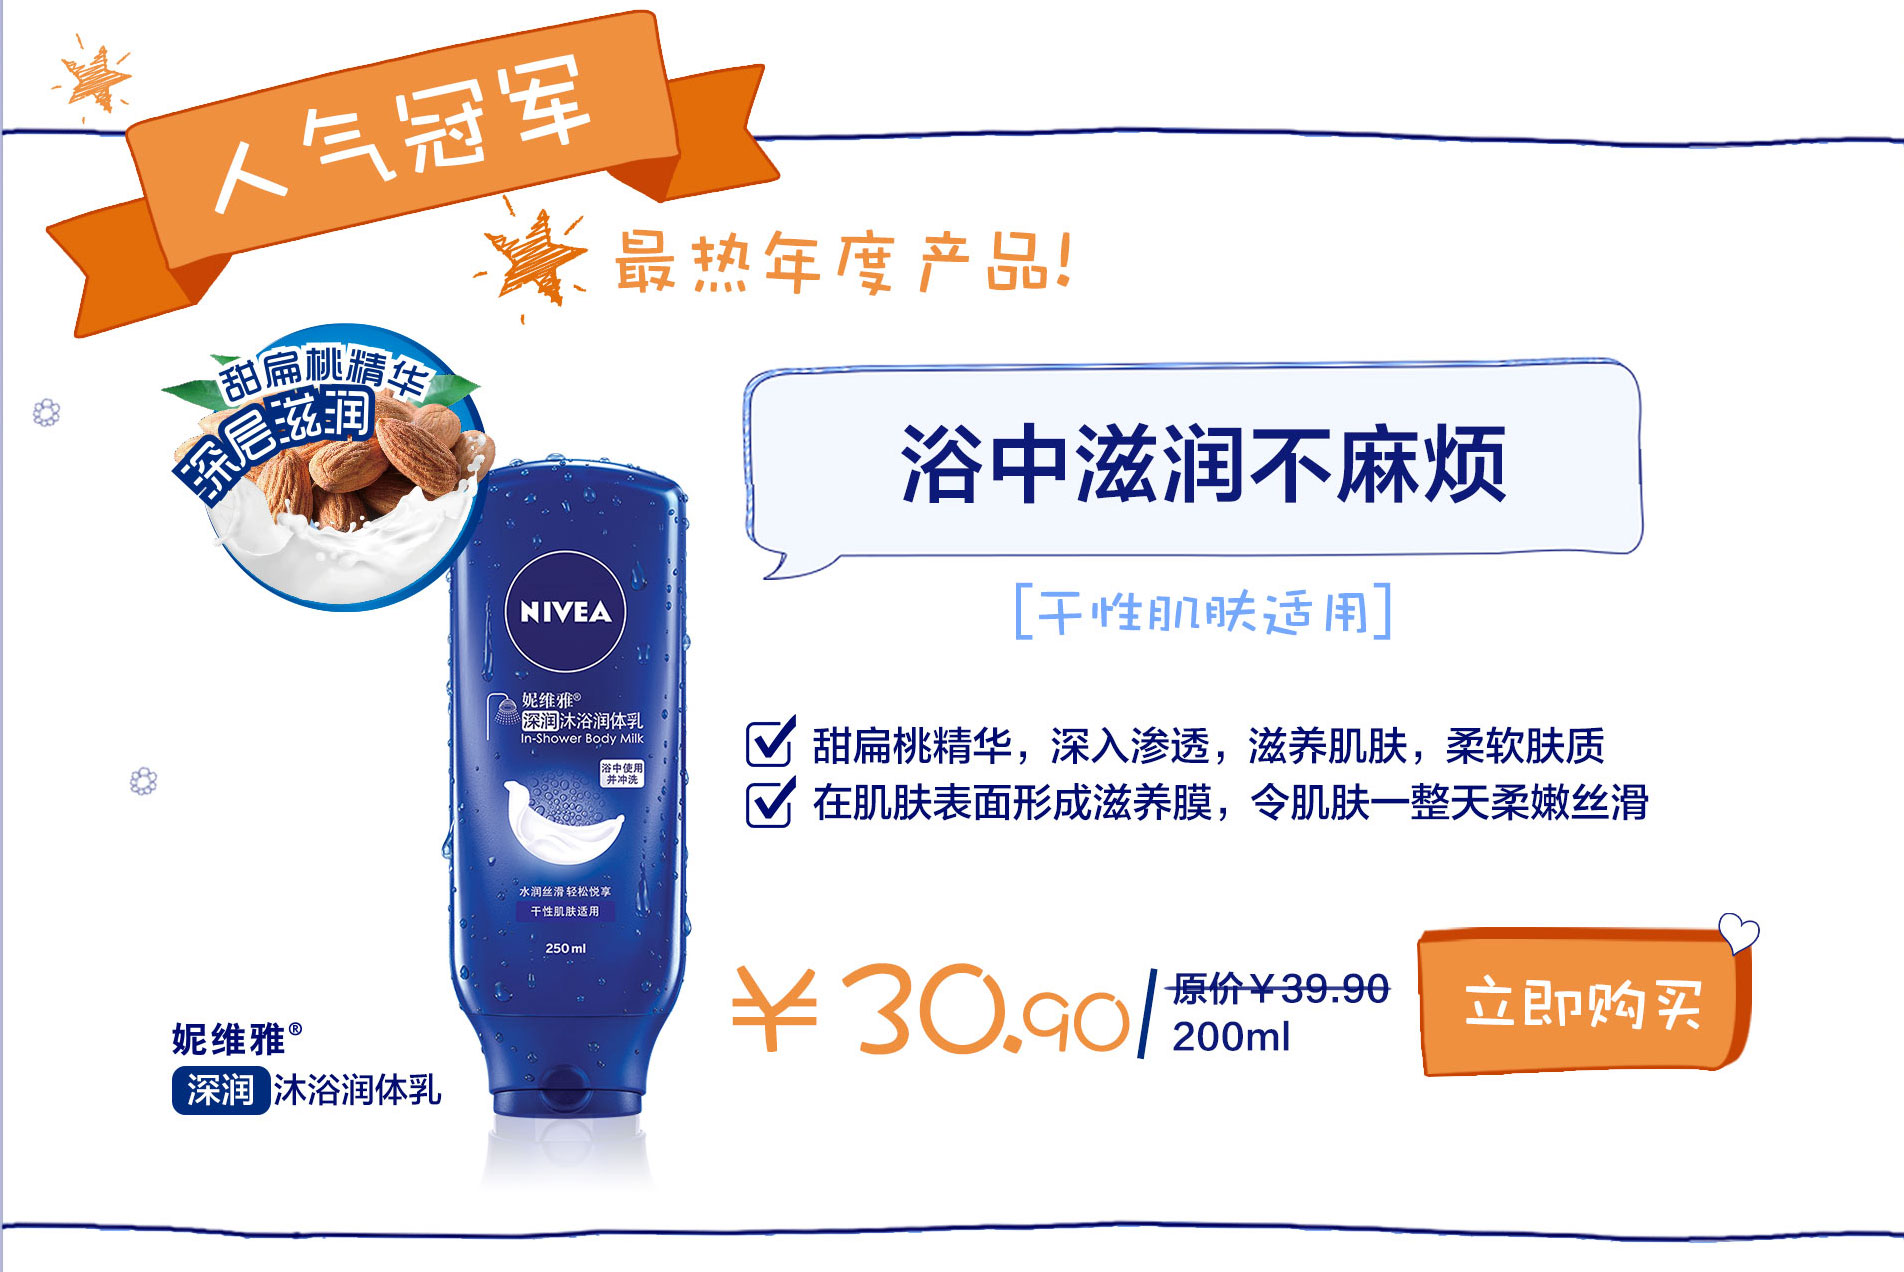 人气冠军
最热年度产品!
甜扁桃精华
深层滋润
浴中滋润不麻烦
[干性肌肤适用]
NIVEA
妮维雅®
深润沐浴润体乳
In-Shower Body Milk
浴中使用
并冲洗
水润丝滑 轻松悦享
干性肌肤适用
250 ml
甜扁桃精华，深入渗透，滋养肌肤，柔软肤质
在肌肤表面形成滋养膜，令肌肤一整天柔嫩丝滑
¥30.90/
原价¥39.90
200ml
立即购买
妮维雅®
深润 沐浴润体乳